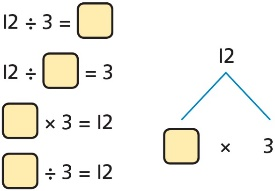 12 ÷ 3 =
12 ÷ = 3
× 3 = 12
÷ 3 = 12
12
× 3